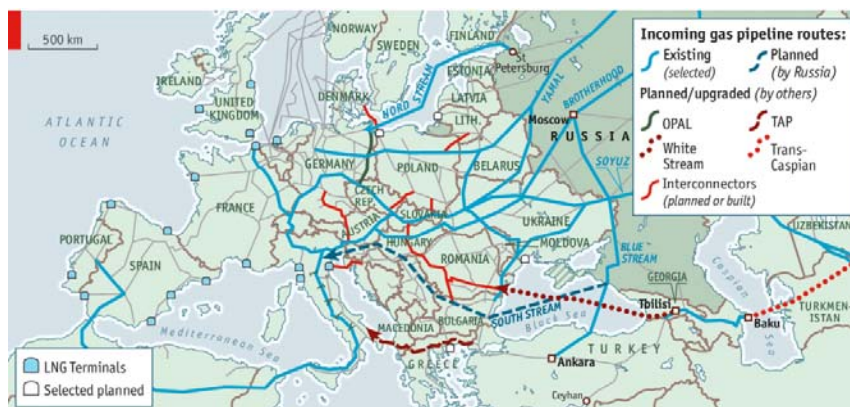 500 km
NORWAY
SWEDEN
FINLAND
St
Petersburg
ESTONIA
LATVIA
LITH.
IRELAND
UNITED
KINGDOM
DENMARK
NORD STREAM
YAMAL
BROTHERHOOD
Moscow
RUSSIA
ATLANTIC
OCEAN
GERMANY
POLAND
BELARUS
SOYUZ
CZECH
REP.
FRANCE
SLOVAKIA
AUSTRIA
UKRAINE
HUNGARY
MOLDOVA
ROMANIA
BLUE
STREAM
PORTUGAL
SPAIN
UZBEKISTAN
GEORGIA
Tbilisi
Caspian
Sea
SOUTH STREAM
Black Sea
Baku
TURKMEN-
ISTAN
MACEDONIA
BULGARIA
Mediterranean Sea
GREECE
TURKEY
Ankara
Ceyhan
Incoming gas pipeline routes:
Existing
(selected)
Planned
(by Russia)
Planned/upgraded (by others)
OPAL
TAP
White
Stream
Trans-
Caspian
Interconnectors
(planned or built)
LNG Terminals
Selected planned